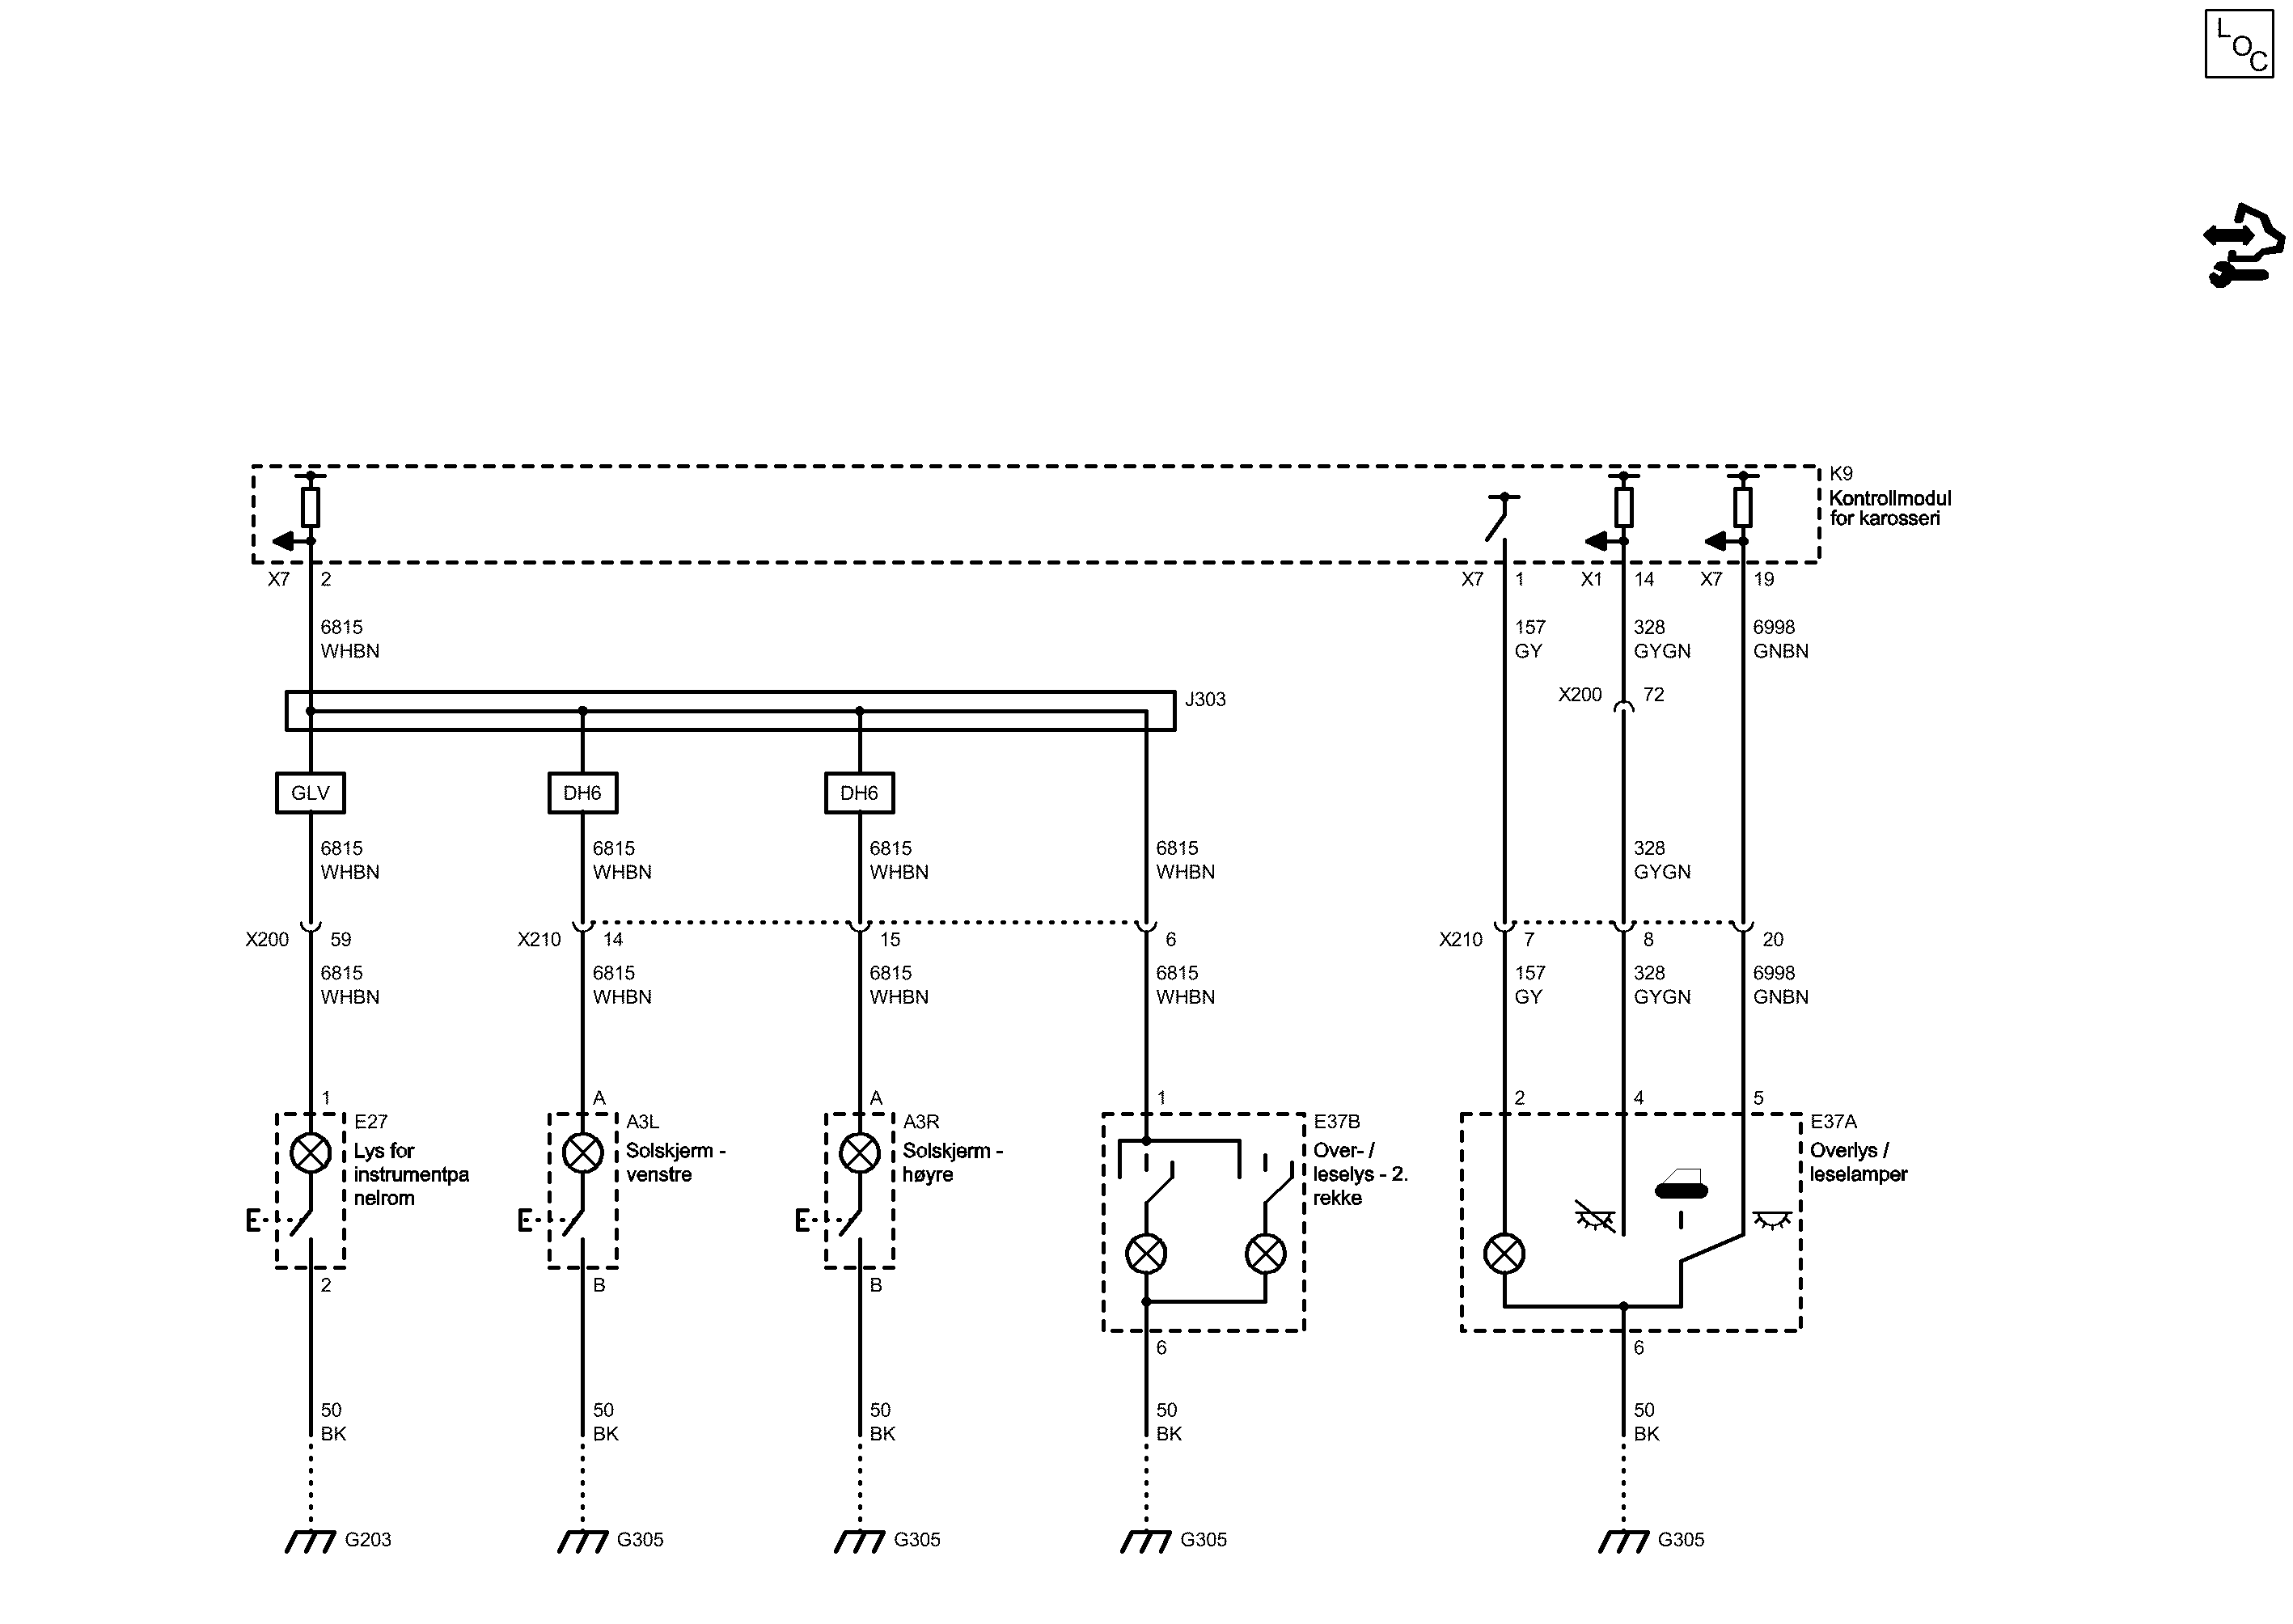 LOC
K9
Kontrollmodul
for karosseri
X7 2
X7 1
X1 14
X7 19
6815
WHBN
157
GY
328
GYGN
6998
GNBN
X200 72
J303
GLV
DH6
DH6
6815
WHBN
6815
WHBN
6815
WHBN
6815
WHBN
328
GYGN
X200 59
X210 14
15
6
X210 7
8
20
6815
WHBN
6815
WHBN
6815
WHBN
6815
WHBN
157
GY
328
GYGN
6998
GNBN
1
A
A
1
2
4
5
E27
Lys for
instrumentpa
nelrom
A3L
Solskjerm -
venstre
A3R
Solskjerm -
høyre
E37B
Over- /
leselys - 2.
rekke
E37A
Overlys /
leselamper
2
B
B
6
6
50
BK
50
BK
50
BK
50
BK
50
BK
G203
G305
G305
G305
G305